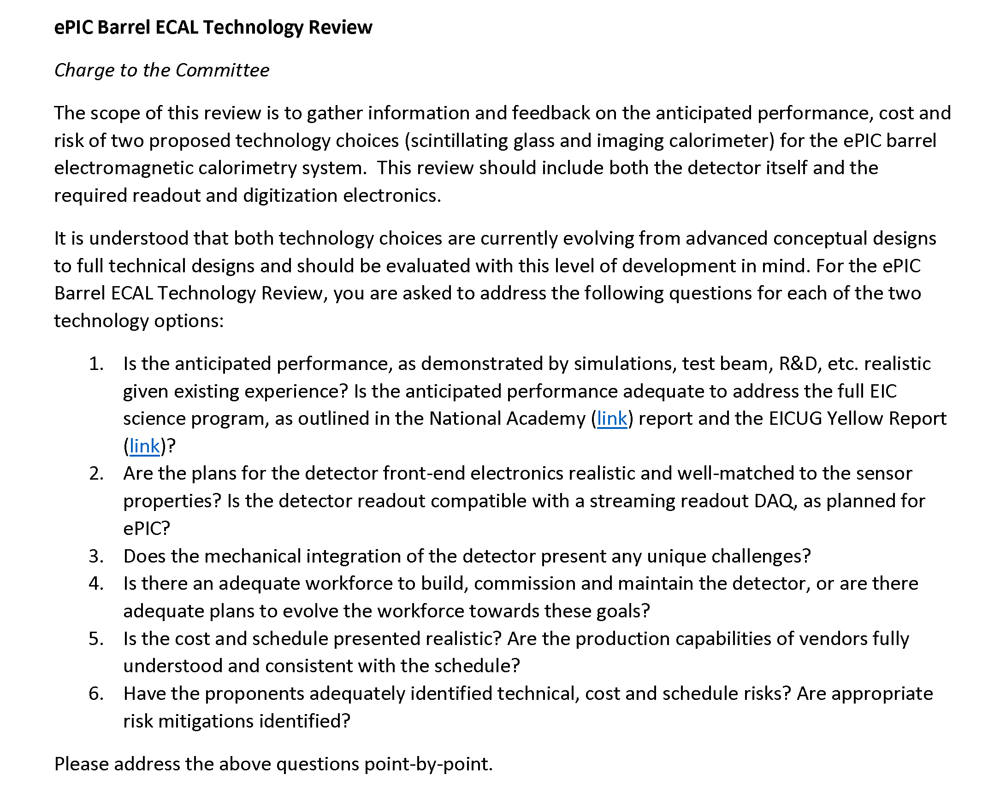 ePIC Barrel ECAL Technology Review
Charge to the Committee
The scope of this review is to gather information and feedback on the anticipated performance, cost and
risk of two proposed technology choices (scintillating glass and imaging calorimeter) for the ePIC barrel
electromagnetic calorimetry system.  This review should include both the detector itself and the
required readout and digitization electronics.
It is understood that both technology choices are currently evolving from advanced conceptual designs
to full technical designs and should be evaluated with this level of development in mind. For the ePIC
Barrel ECAL Technology Review, you are asked to address the following questions for each of the two
technology options:
1. Is the anticipated performance, as demonstrated by simulations, test beam, R&D, etc. realistic
given existing experience? Is the anticipated performance adequate to address the full EIC
science program, as outlined in the National Academy (link) report and the EICUG Yellow Report
(link)?
2. Are the plans for the detector front-end electronics realistic and well-matched to the sensor
properties? Is the detector readout compatible with a streaming readout DAQ, as planned for
ePIC?
3. Does the mechanical integration of the detector present any unique challenges?
4. Is there an adequate workforce to build, commission and maintain the detector, or are there
adequate plans to evolve the workforce towards these goals?
5. Is the cost and schedule presented realistic? Are the production capabilities of vendors fully
understood and consistent with the schedule?
6. Have the proponents adequately identified technical, cost and schedule risks? Are appropriate
risk mitigations identified?
Please address the above questions point-by-point.